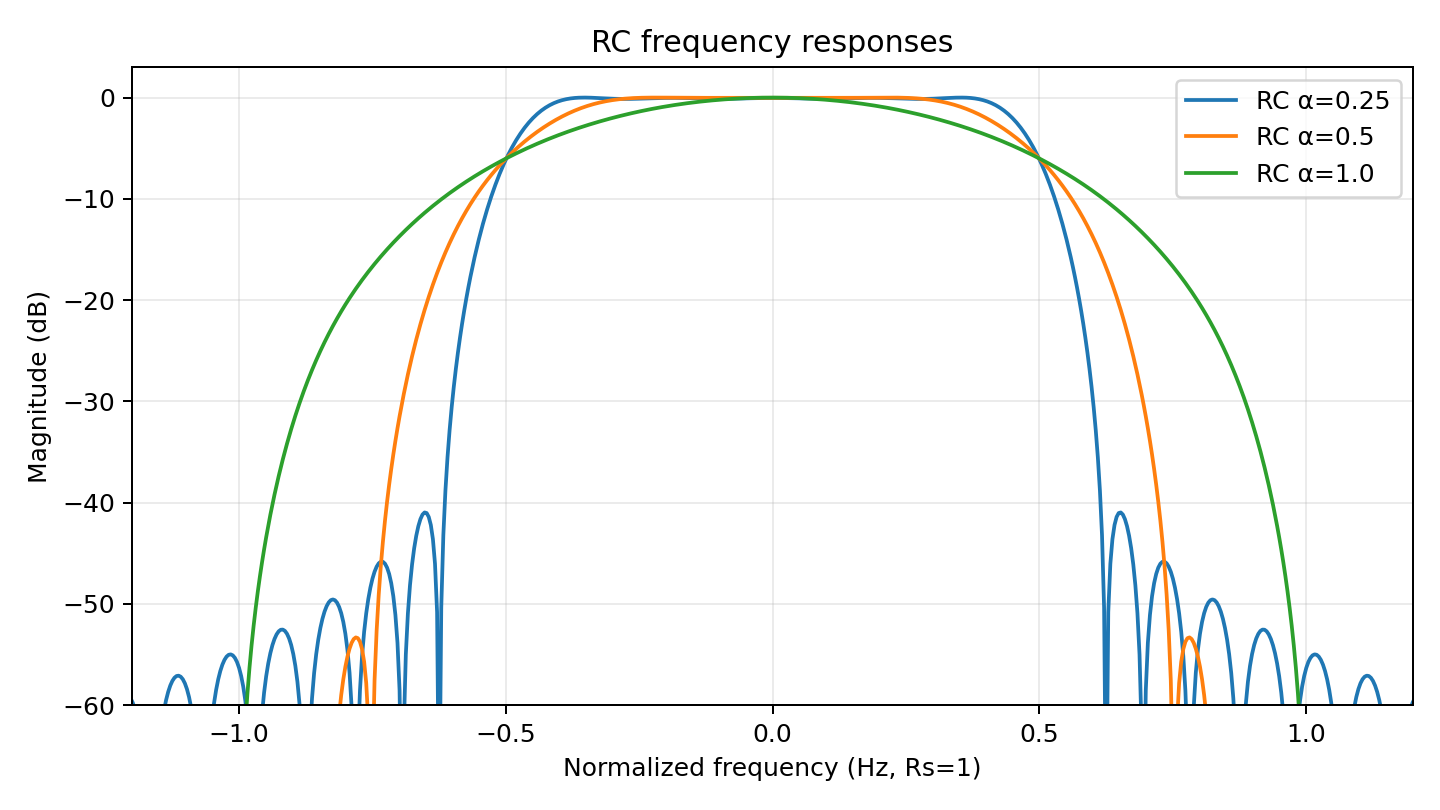 RC frequency responses
RC α=0.25
RC α=0.5
RC α=1.0
Magnitude (dB)
0
−10
−20
−30
−40
−50
−60
−1.0
−0.5
0.0
0.5
1.0
Normalized frequency (Hz, Rs=1)